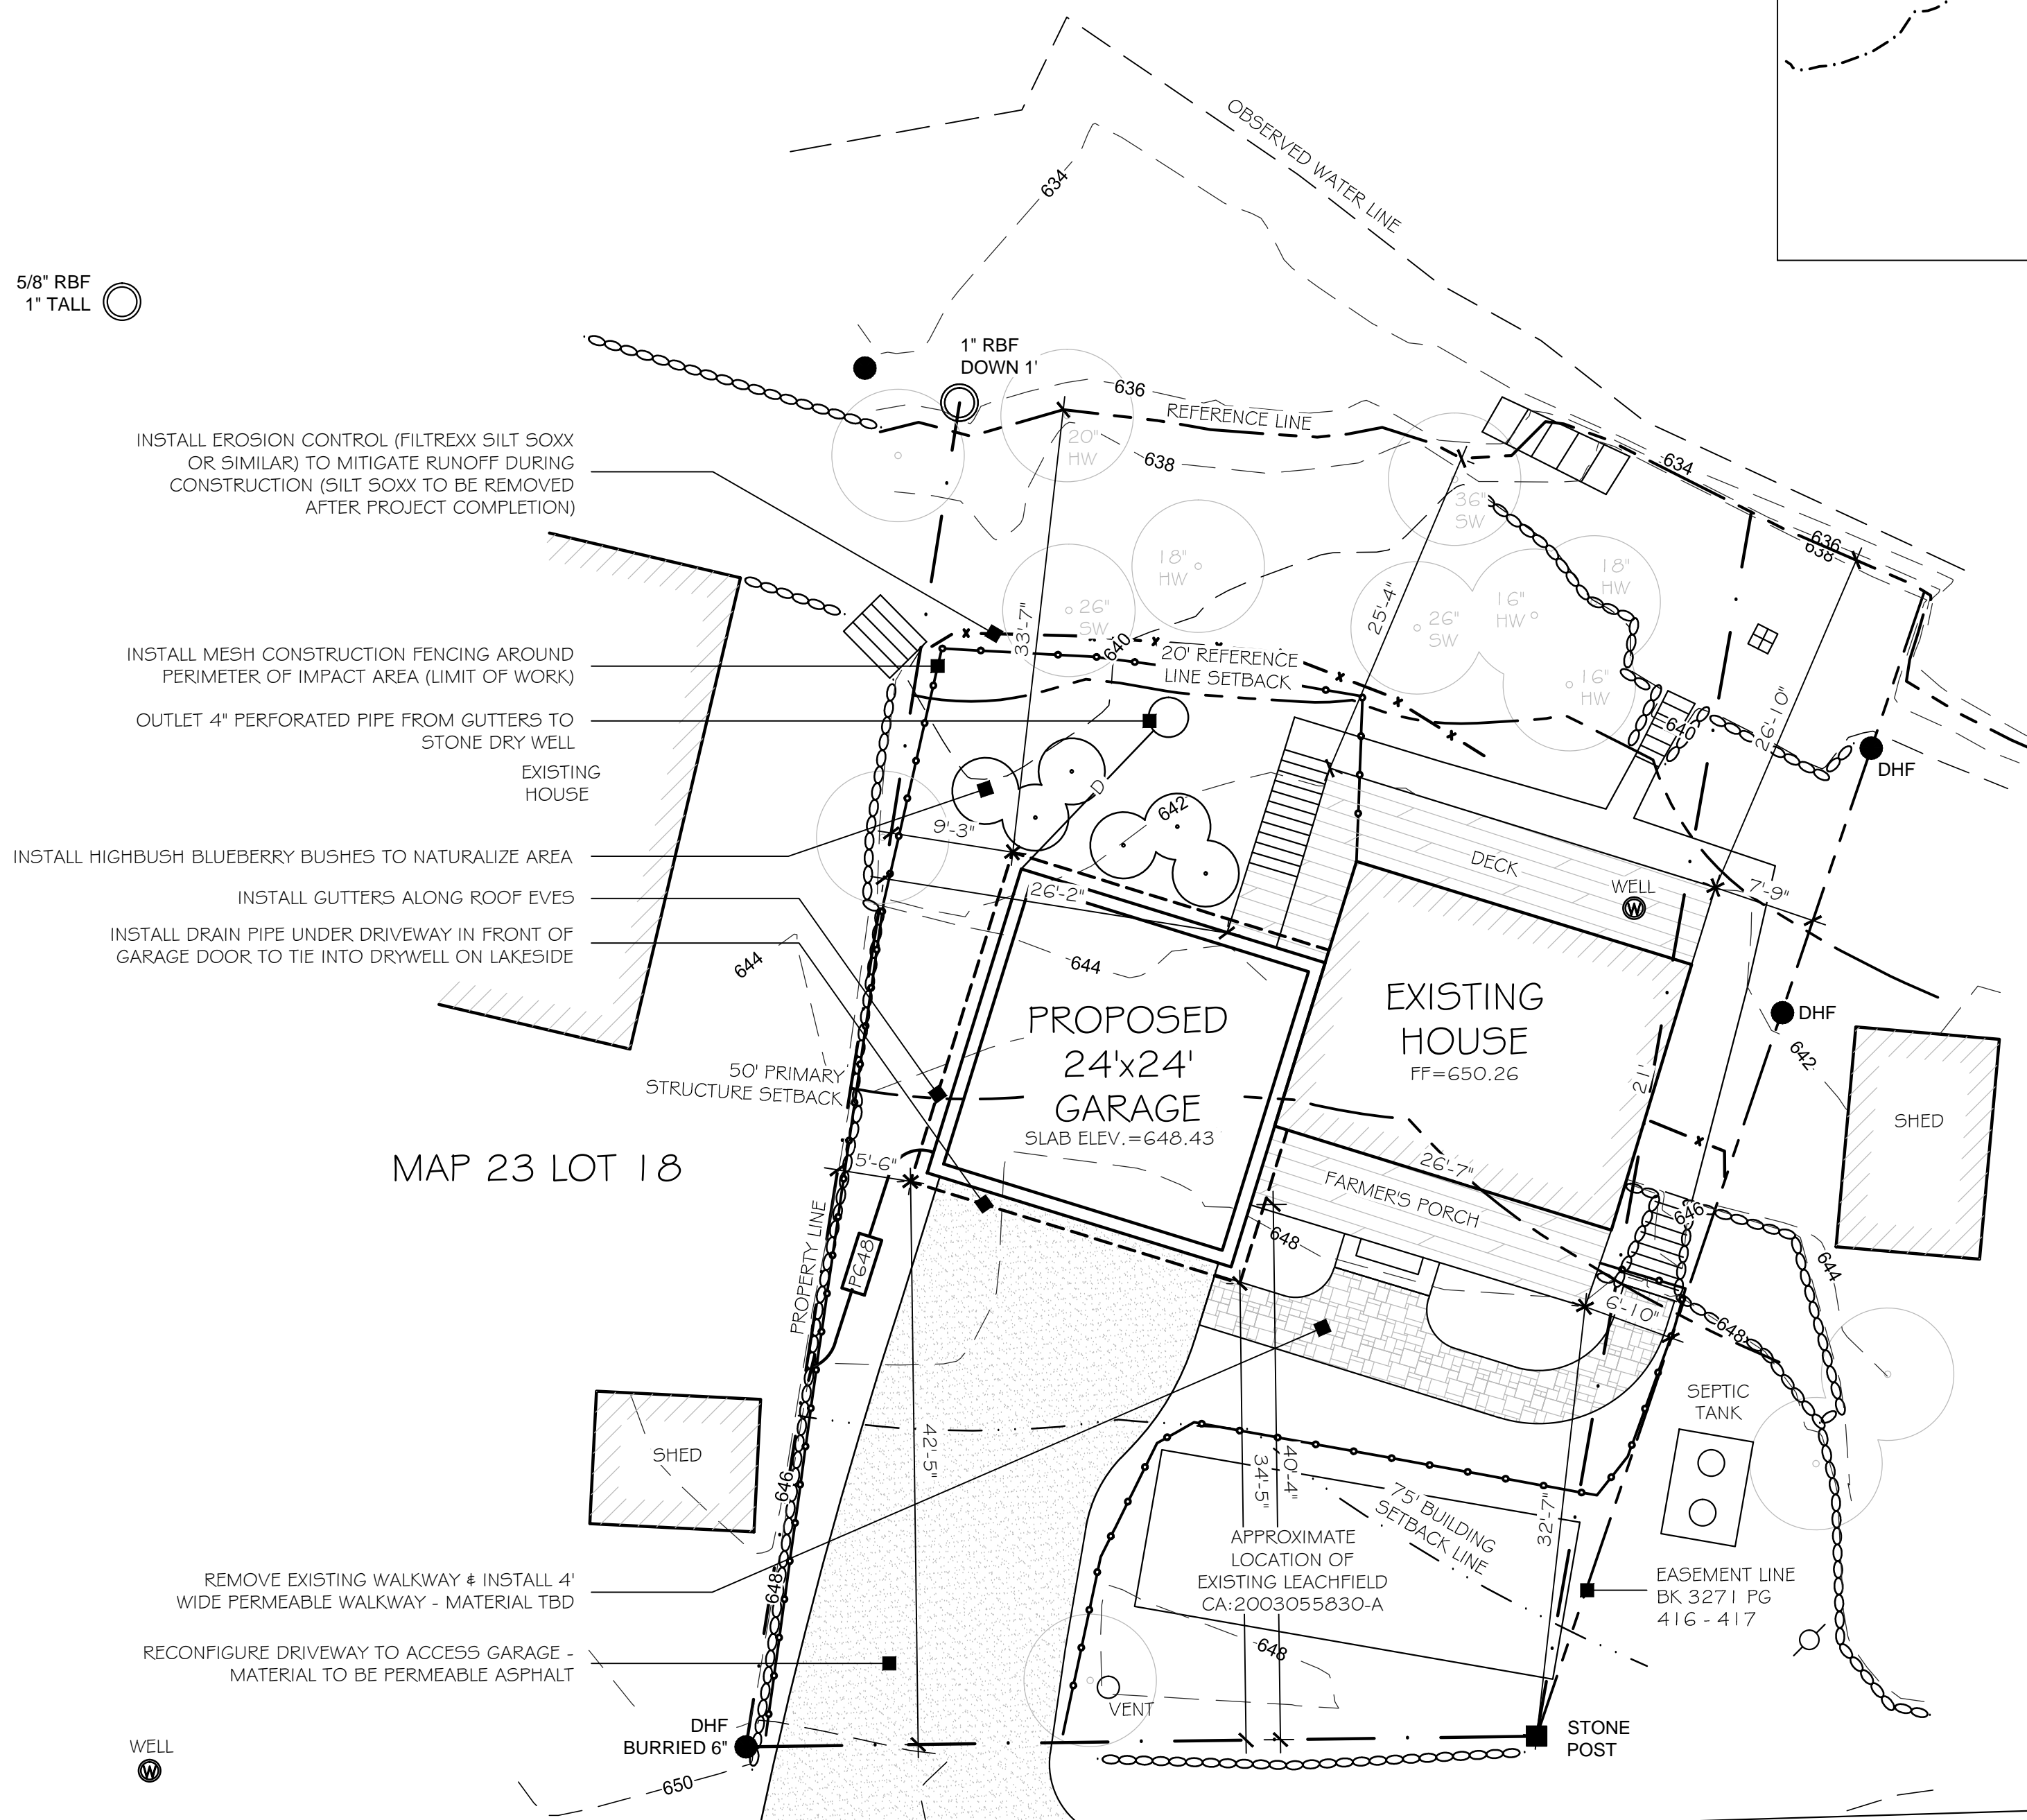 OBSERVED WATER LINE
634
5/8" RBF
1" TALL
1" RBF
DOWN 1'
636
REFERENCE LINE
20"
HW
638
634
36"
SW
636
638
INSTALL EROSION CONTROL (FILTREXX SILT SOXX
OR SIMILAR) TO MITIGATE RUNOFF DURING
CONSTRUCTION (SILT SOXX TO BE REMOVED
AFTER PROJECT COMPLETION)
18"
HW
18"
HW
26"
SW
16"
HW
26"
SW
33'-7"
25'-4"
640
20' REFERENCE
LINE SETBACK
16"
HW
640
26'-10"
INSTALL MESH CONSTRUCTION FENCING AROUND
PERIMETER OF IMPACT AREA (LIMIT OF WORK)
OUTLET 4" PERFORATED PIPE FROM GUTTERS TO
STONE DRY WELL
EXISTING
HOUSE
DHF
D
642
9'-3"
INSTALL HIGHBUSH BLUEBERRY BUSHES TO NATURALIZE AREA
DECK
WELL
W
7'-9"
26'-2"
INSTALL GUTTERS ALONG ROOF EVES
INSTALL DRAIN PIPE UNDER DRIVEWAY IN FRONT OF
GARAGE DOOR TO TIE INTO DRYWELL ON LAKESIDE
644
644
PROPOSED
24'x24'
GARAGE
SLAB ELEV.=648.43
EXISTING
HOUSE
FF=650.26
DHF
642
21'
SHED
50' PRIMARY
STRUCTURE SETBACK
MAP 23 LOT 18
5'-6"
26'-7"
FARMER'S PORCH
646
648
644
PROPERTY LINE
P648
6'-10"
648
SEPTIC
TANK
SHED
42'-5"
34'-5"
40'-4"
32'-7"
646
75' BUILDING
SETBACK LINE
APPROXIMATE
LOCATION OF
EXISTING LEACHFIELD
CA:2003055830-A
EASEMENT LINE
BK 3271 PG
416 - 417
REMOVE EXISTING WALKWAY & INSTALL 4'
WIDE PERMEABLE WALKWAY - MATERIAL TBD
648
648
RECONFIGURE DRIVEWAY TO ACCESS GARAGE -
MATERIAL TO BE PERMEABLE ASPHALT
VENT
DHF
BURRIED 6"
STONE
POST
WELL
W
650